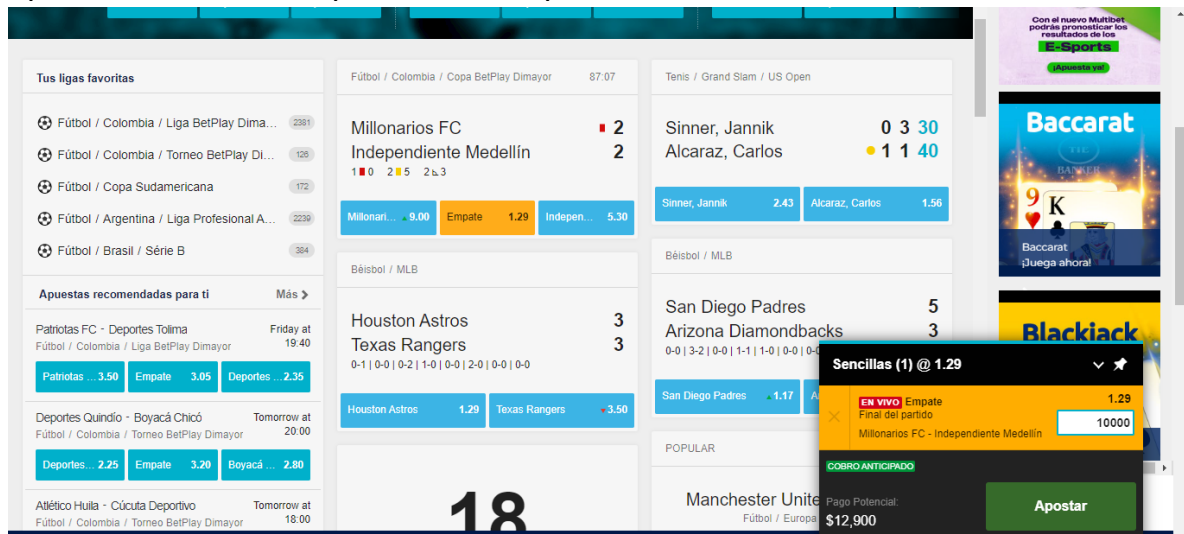 Con el nuevo Multibet
podrás pronosticar los
resultados de los
E-Sports
¡Apuesta ya!
Tus ligas favoritas
Fútbol / Colombia / Liga BetPlay Dima... 2381
Fútbol / Colombia / Torneo BetPlay Di... 126
Fútbol / Copa Sudamericana 172
Fútbol / Argentina / Liga Profesional A... 2239
Fútbol / Brasil / Série B 384
Apuestas recomendadas para ti Más
Patriotas FC - Deportes Tolima Friday at
Fútbol / Colombia / Liga BetPlay Dimayor 19:40
Patriotas ... 3.50 Empate 3.05 Deportes ... 2.35
Deportes Quindío - Boyacá Chicó Tomorrow at
Fútbol / Colombia / Torneo BetPlay Dimayor 20:00
Deportes... 2.25 Empate 3.20 Boyacá ... 2.80
Atlético Huila - Cúcuta Deportivo Tomorrow at
Fútbol / Colombia / Torneo BetPlay Dimayor 18:00
Fútbol / Colombia / Copa BetPlay Dimayor 87:07
Millonarios FC 2
Independiente Medellín 2
1 0 2 5 2 3
Millonari... 9.00 Empate 1.29 Indepen... 5.30
Béisbol / MLB
Houston Astros 3
Texas Rangers 3
0-1 | 0-0 | 0-2 | 1-0 | 0-0 | 2-0 | 0-0 | 0-0
Houston Astros 1.29 Texas Rangers 3.50
18
Tenis / Grand Slam / US Open
Sinner, Jannik 0 3 30
Alcaraz, Carlos 1 1 40
Sinner, Jannik 2.43 Alcaraz, Carlos 1.56
Béisbol / MLB
San Diego Padres 5
Arizona Diamondbacks 3
0-0 | 3-2 | 0-0 | 1-1 | 1-0 | 0-0 |
San Diego Padres 1.17
POPULAR
Manchester Unite
Fútbol / Europa
Baccarat
TIE
BANKER
9
K
Baccarat
¡Juega ahora!
Blackjack
Sencillas (1) @ 1.29
EN VIVO Empate 1.29
Final del partido
10000
Millonarios FC - Independiente Medellín
COBRO ANTICIPADO
Pago Potencial:
$12,900
Apostar